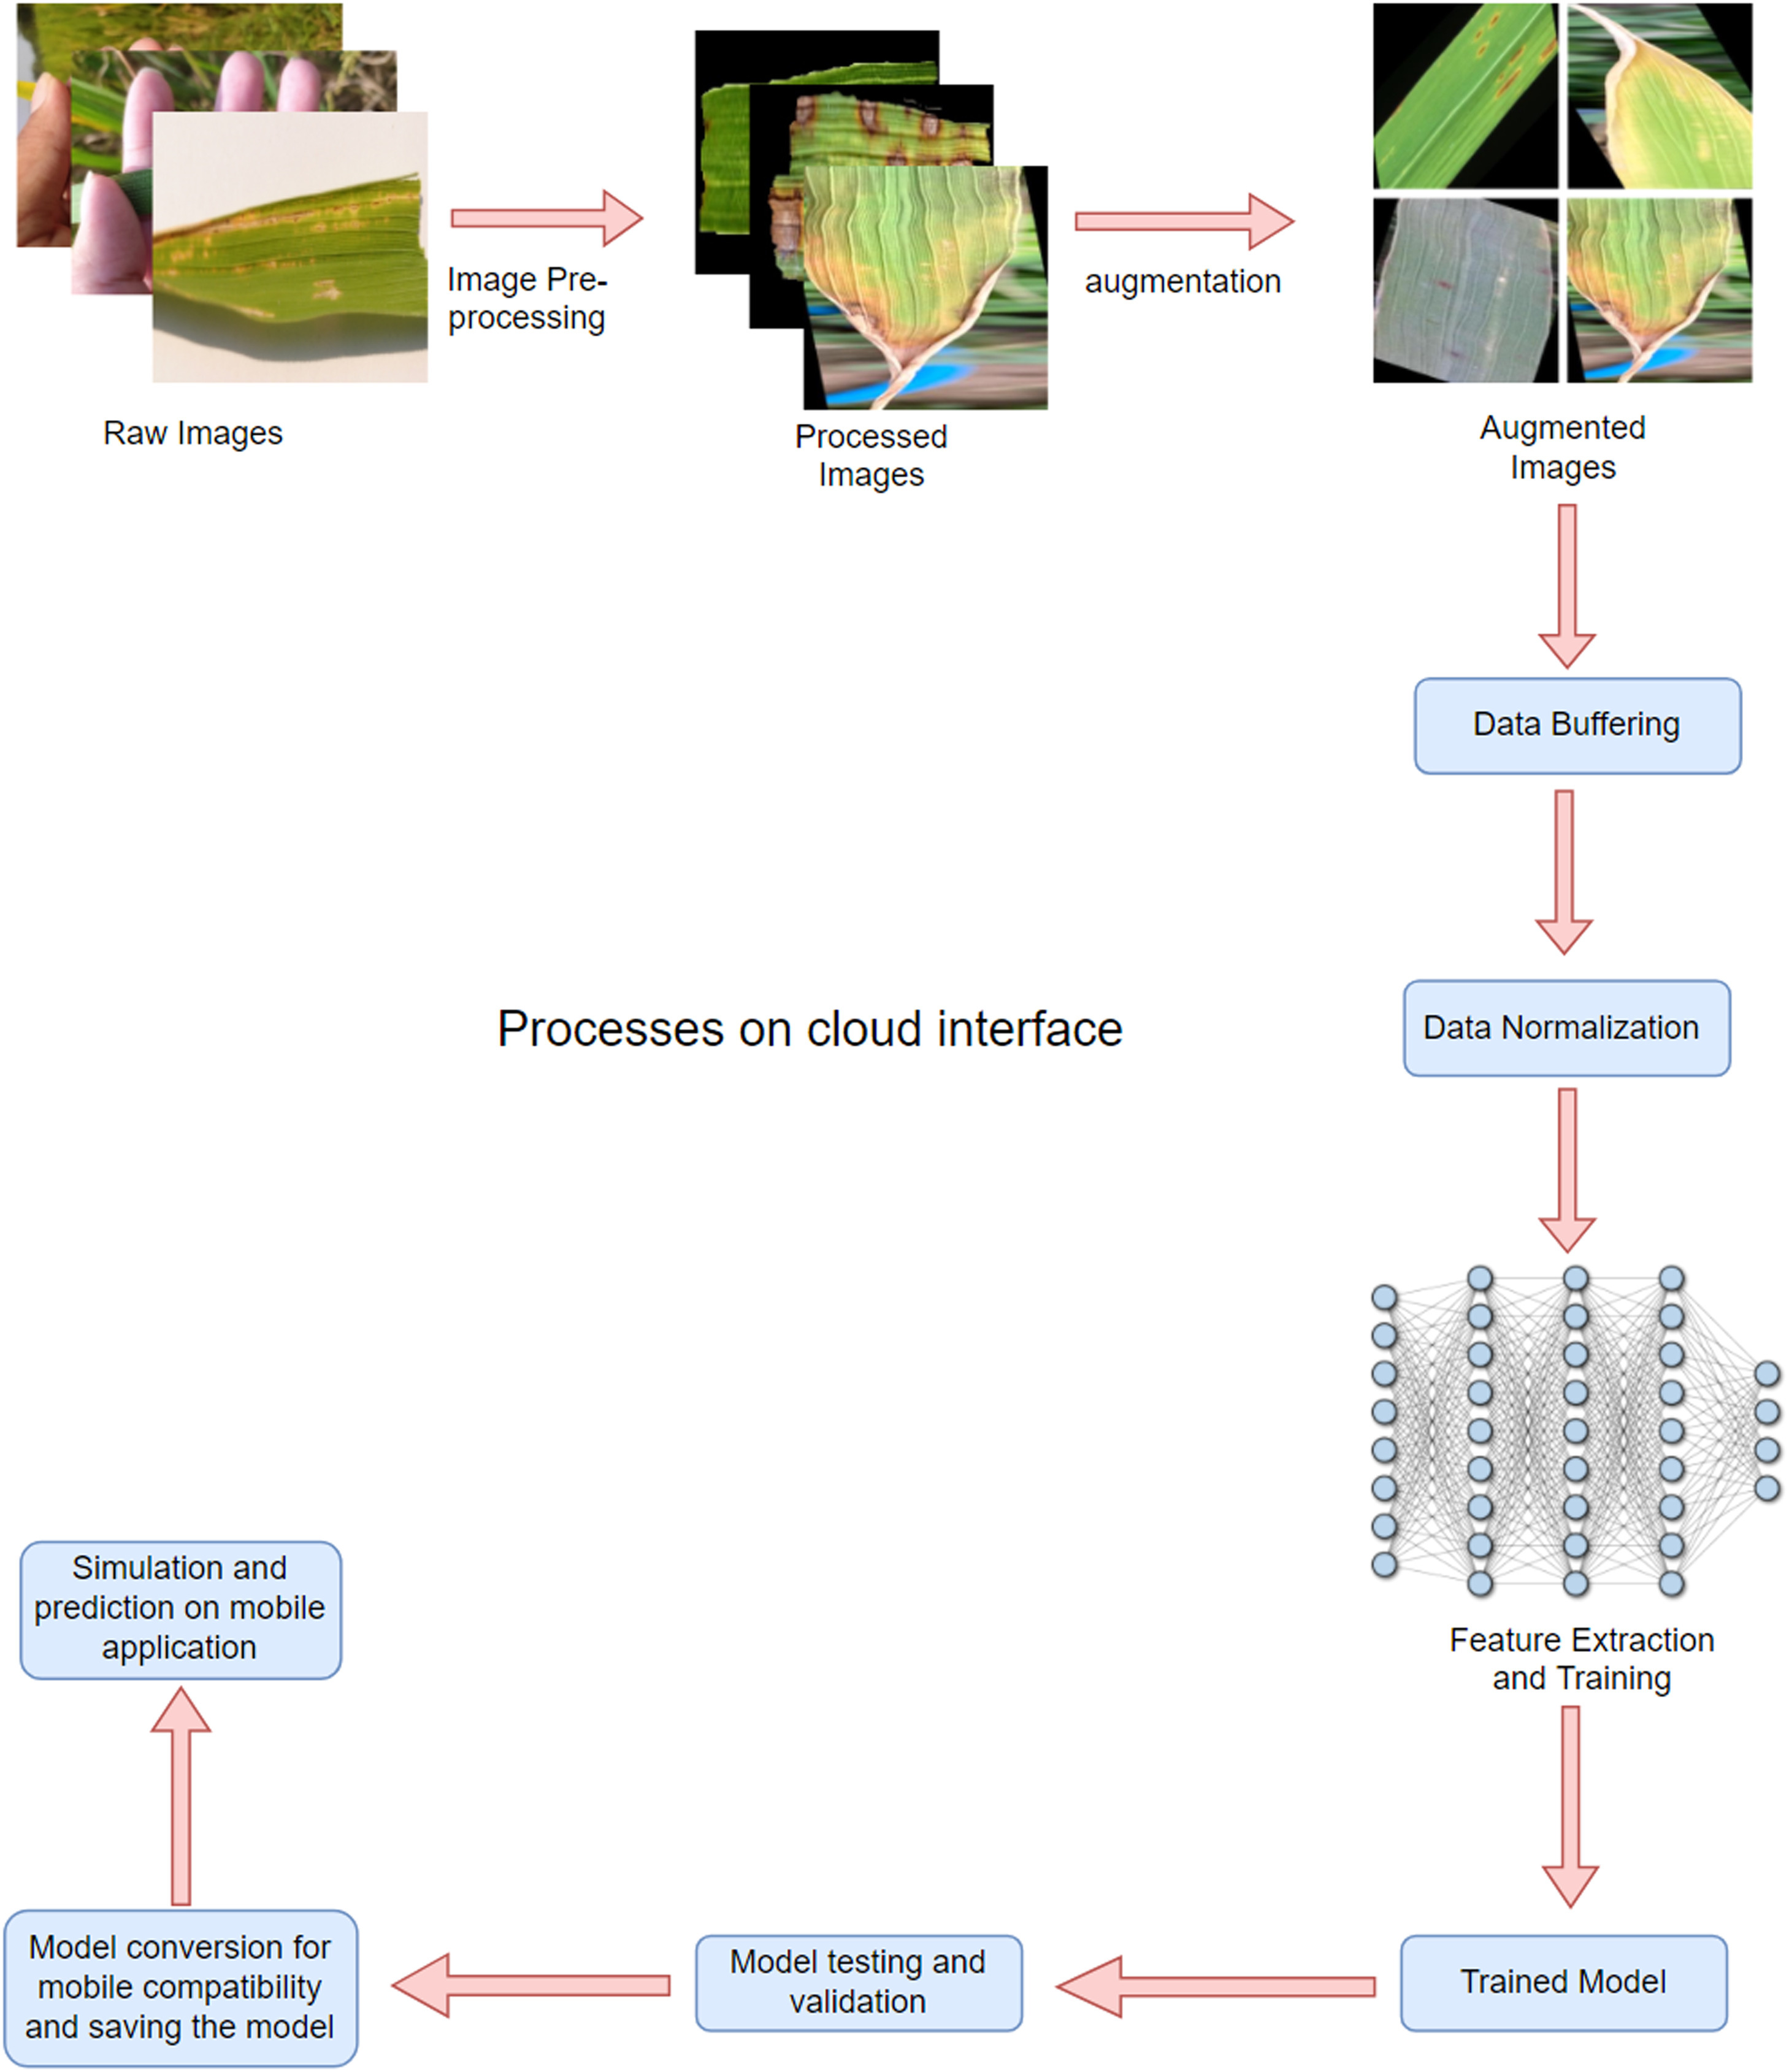 Image Pre-
processing
augmentation
Raw Images
Processed
Images
Augmented
Images
Data Buffering
Processes on cloud interface
Data Normalization
Feature Extraction
and Training
Simulation and
prediction on mobile
application
Trained Model
Model testing and
validation
Model conversion for
mobile compatibility
and saving the model